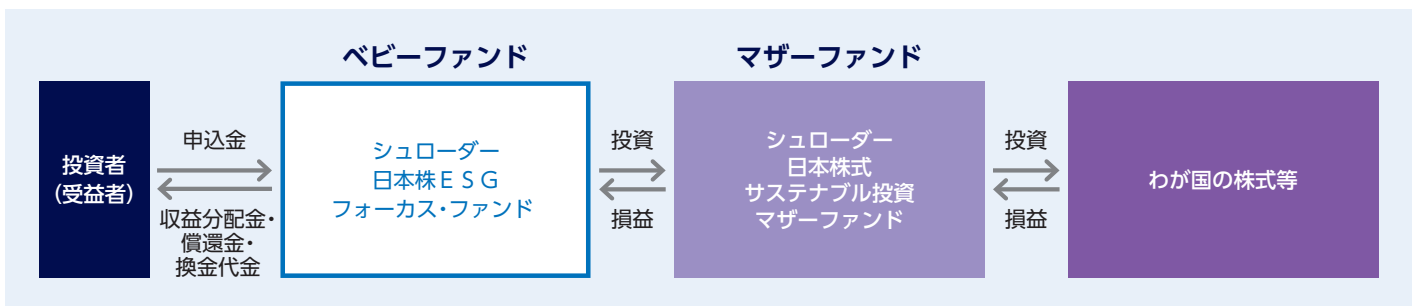 ベビーファンド
マザーファンド
投資者
(受益者)
申込金
収益分配金・
償還金・
換金代金
シュローダー
日本株ＥＳＧ
フォーカス・ファンド
投資
損益
シュローダー
日本株式
サステナブル投資
マザーファンド
投資
損益
わが国の株式等